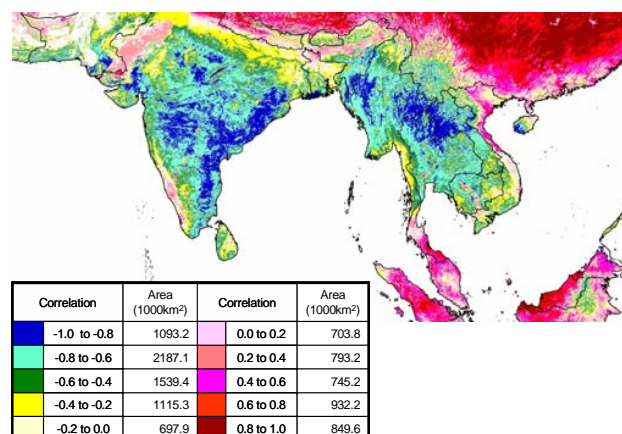 Correlation Area (1000km²) Correlation Area (1000km²)
-1.0 to -0.8 1093.2 0.0 to 0.2 703.8
-0.8 to -0.6 2187.1 0.2 to 0.4 793.2
-0.6 to -0.4 1539.4 0.4 to 0.6 745.2
-0.4 to -0.2 1115.3 0.6 to 0.8 932.2
-0.2 to 0.0 697.9 0.8 to 1.0 849.6